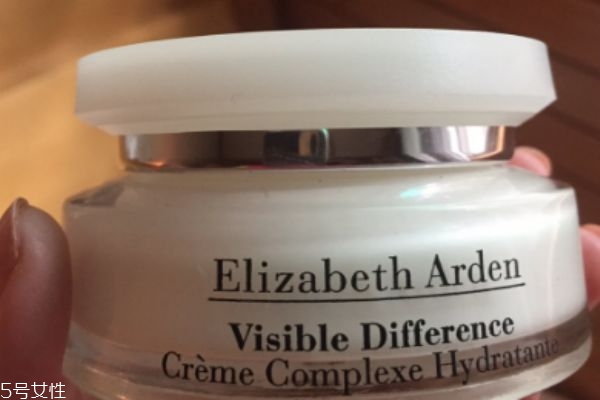 Elizabeth Arden
Visible Difference
Crème Complexe Hydratante
5号女性